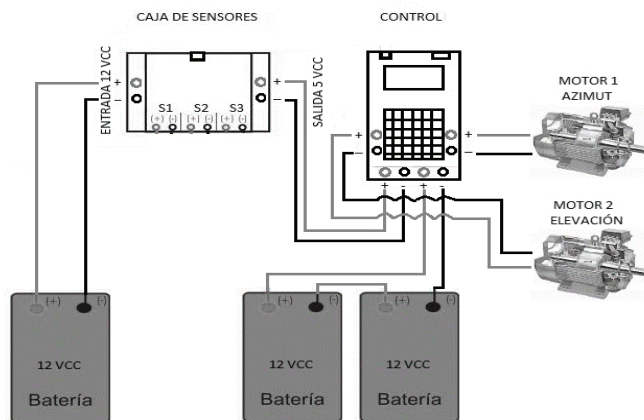 CAJA DE SENSORES
CONTROL
ENTRADA 12 VCC
+
−
S1 S2 S3
(+) (-) (+) (-) (+) (-)
+
−
SALIDA 5 VCC
+
−
+
−
+ - + -
MOTOR 1
AZIMUT
MOTOR 2
ELEVACIÓN
(+) (-)
12 VCC
Batería
(+) (-)
12 VCC
Batería
(+) (-)
12 VCC
Batería